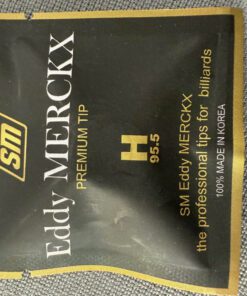 sm
Eddy MERCKX
PREMIUM TIP
H
95.5
SM Eddy MERCKX
the professional tips for billiards
100% MADE IN KOREA